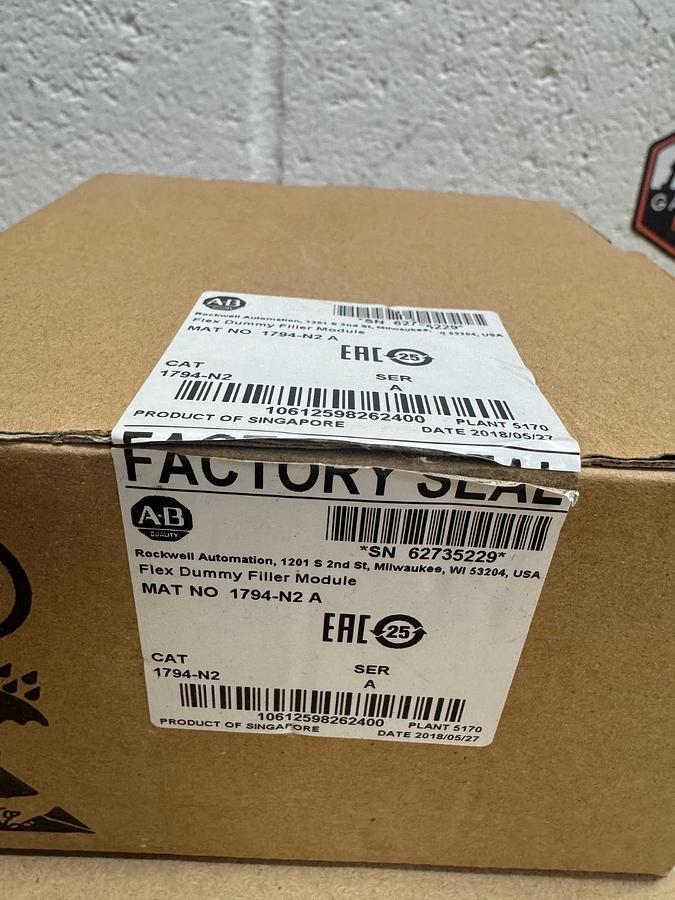 A·B
QUALITY
*SN 62735229*
Rockwell Automation, 1201 S 2nd St, Milwaukee, WI 53204, USA
Flex Dummy Filler Module
MAT NO 1794-N2 A
EAC 25
CAT SER
1794-N2 A
10612598262400
PLANT 5170
PRODUCT OF SINGAPORE
DATE 2018/05/27
FACTORY SEAL
A·B
QUALITY
*SN 62735229*
Rockwell Automation, 1201 S 2nd St, Milwaukee, WI 53204, USA
Flex Dummy Filler Module
MAT NO 1794-N2 A
EAC 25
CAT SER
1794-N2 A
10612598262400
PLANT 5170
PRODUCT OF SINGAPORE
DATE 2018/05/27